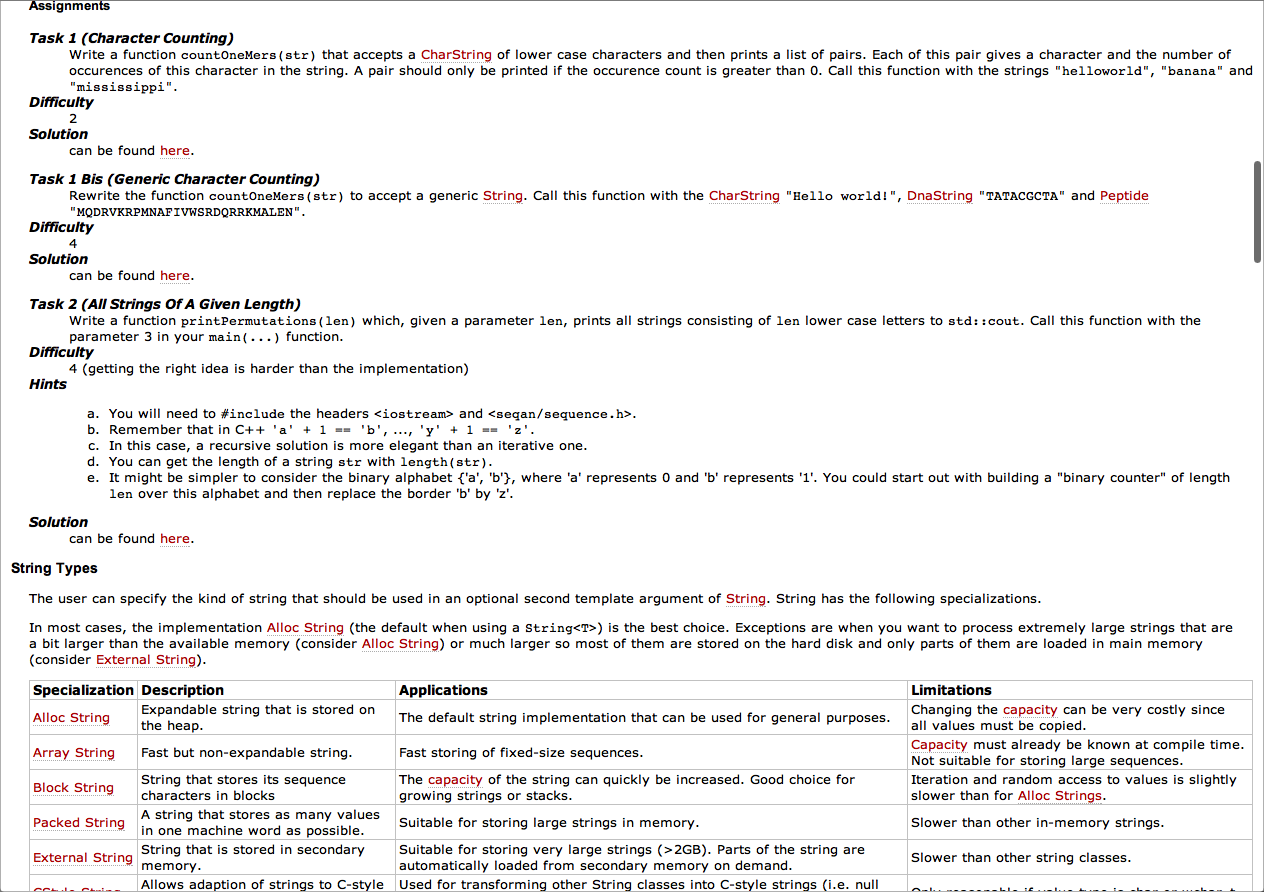 Assignments
Task 1 (Character Counting)
Write a function countOneMers(str) that accepts a CharString of lower case characters and then prints a list of pairs. Each of this pair gives a character and the number of
occurences of this character in the string. A pair should only be printed if the occurence count is greater than 0. Call this function with the strings "helloworld", "banana" and
"mississippi".
Difficulty
2
Solution
can be found here.
Task 1 Bis (Generic Character Counting)
Rewrite the function countOneMers(str) to accept a generic String. Call this function with the CharString "Hello world!", DnaString "TATACGCTA" and Peptide
"MQDRVKRPMNAFIVWSRDQRRKMALEN".
Difficulty
4
Solution
can be found here.
Task 2 (All Strings Of A Given Length)
Write a function printPermutations(len) which, given a parameter len, prints all strings consisting of len lower case letters to std::cout. Call this function with the
parameter 3 in your main(...) function.
Difficulty
4 (getting the right idea is harder than the implementation)
Hints
a. You will need to #include the headers <iostream> and <seqan/sequence.h>.
b. Remember that in C++ 'a' + 1 == 'b', ..., 'y' + 1 == 'z'.
c. In this case, a recursive solution is more elegant than an iterative one.
d. You can get the length of a string str with length(str).
e. It might be simpler to consider the binary alphabet {'a', 'b'}, where 'a' represents 0 and 'b' represents '1'. You could start out with building a "binary counter" of length
len over this alphabet and then replace the border 'b' by 'z'.
Solution
can be found here.
String Types
The user can specify the kind of string that should be used in an optional second template argument of String. String has the following specializations.
In most cases, the implementation Alloc String (the default when using a String<T>) is the best choice. Exceptions are when you want to process extremely large strings that are
a bit larger than the available memory (consider Alloc String) or much larger so most of them are stored on the hard disk and only parts of them are loaded in main memory
(consider External String).
Specialization Description Applications Limitations
Alloc String
Expandable string that is stored on
the heap.
The default string implementation that can be used for general purposes.
Changing the capacity can be very costly since
all values must be copied.
Array String
Fast but non-expandable string.
Fast storing of fixed-size sequences.
Capacity must already be known at compile time.
Not suitable for storing large sequences.
Block String
String that stores its sequence
characters in blocks
The capacity of the string can quickly be increased. Good choice for
growing strings or stacks.
Iteration and random access to values is slightly
slower than for Alloc Strings.
Packed String
A string that stores as many values
in one machine word as possible.
Suitable for storing large strings in memory.
Slower than other in-memory strings.
External String
String that is stored in secondary
memory.
Suitable for storing very large strings (>2GB). Parts of the string are
automatically loaded from secondary memory on demand.
Slower than other string classes.
CStyle String
Allows adaption of strings to C-style
Used for transforming other String classes into C-style strings (i.e. null
Only reasonable if value type is char or wchar_t